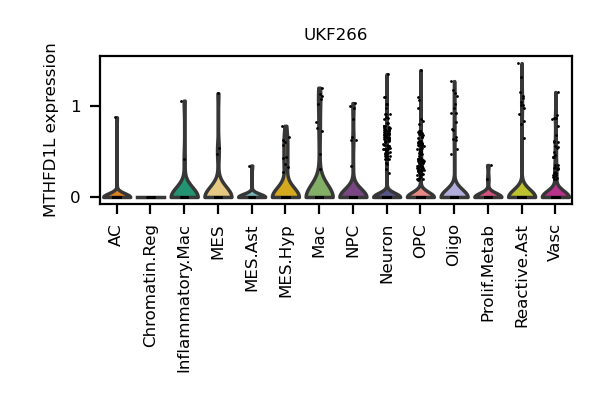 UKF266
MTHFD1L expression
1
0
AC
Chromatin.Reg
Inflammatory.Mac
MES
MES.Ast
MES.Hyp
Mac
NPC
Neuron
OPC
Oligo
Prolif.Metab
Reactive.Ast
Vasc